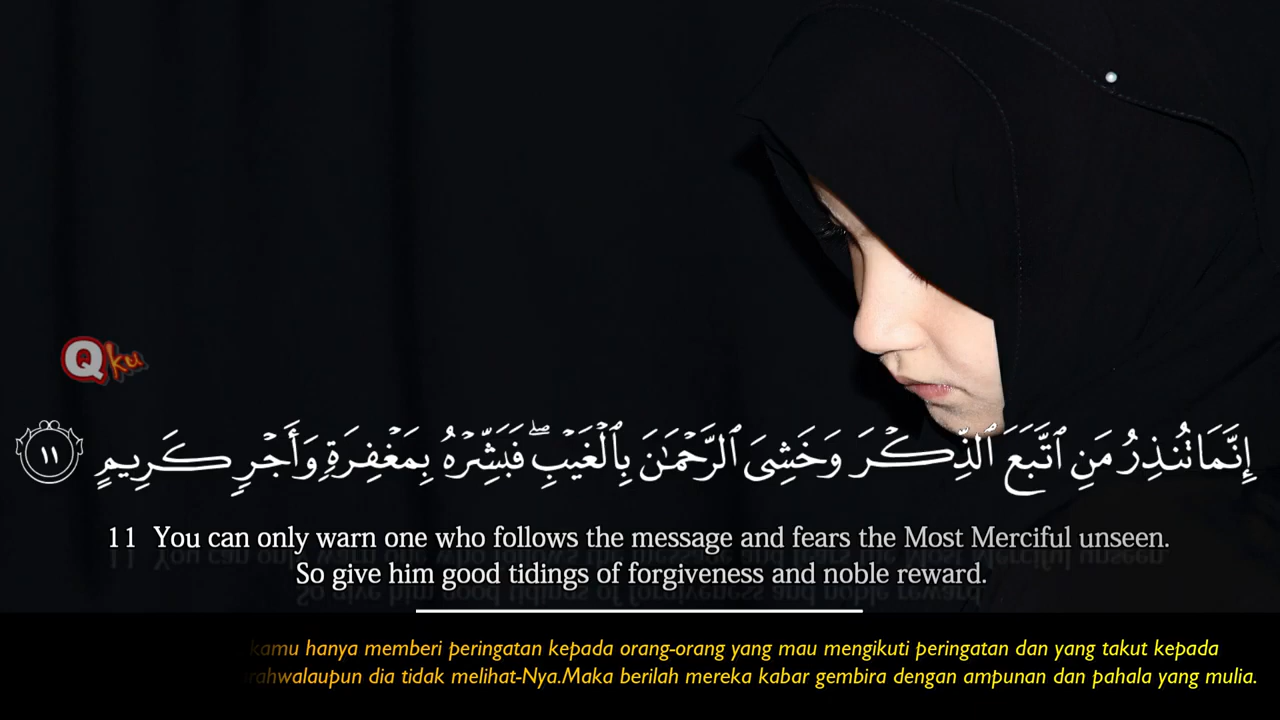 Qku
إِنَّمَا تُنذِرُ مَنِ ٱتَّبَعَ ٱلذِّكْرَ وَخَشِىَ ٱلرَّحْمَٰنَ بِٱلْغَيْبِ ۖ فَبَشِّرْهُ بِمَغْفِرَةٍ وَأَجْرٍ كَرِيمٍ ١١
11 You can only warn one who follows the message and fears the Most Merciful unseen.
So give him good tidings of forgiveness and noble reward.
kamu hanya memberi peringatan kepada orang-orang yang mau mengikuti peringatan dan yang takut kepada
dia tidak melihat-Nya.Maka berilah mereka kabar gembira dengan ampunan dan pahala yang mulia.